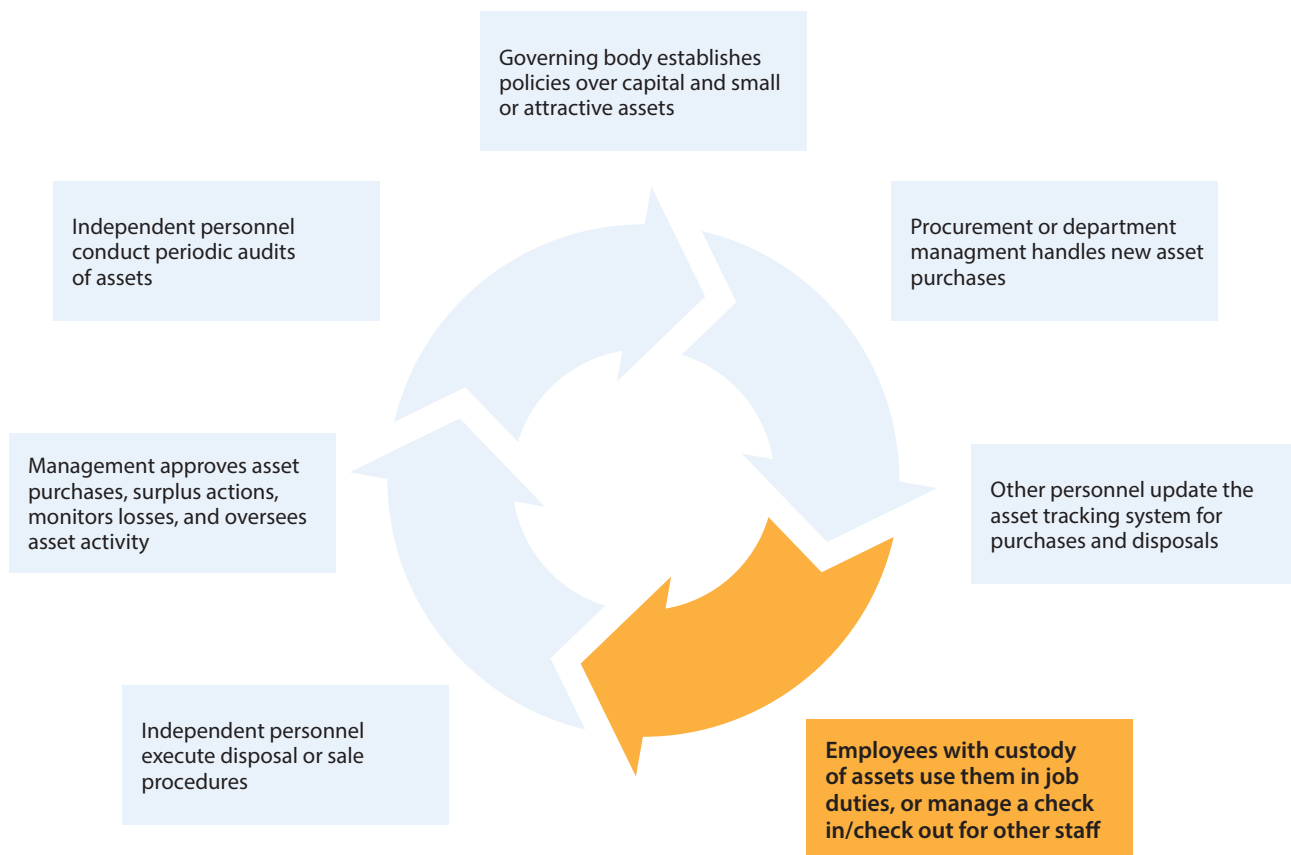 Governing body establishes
policies over capital and small
or attractive assets
Procurement or department
managment handles new asset
purchases
Other personnel update the
asset tracking system for
purchases and disposals
Employees with custody
of assets use them in job
duties, or manage a check
in/check out for other staff
Independent personnel
execute disposal or sale
procedures
Management approves asset
purchases, surplus actions,
monitors losses, and oversees
asset activity
Independent personnel
conduct periodic audits
of assets